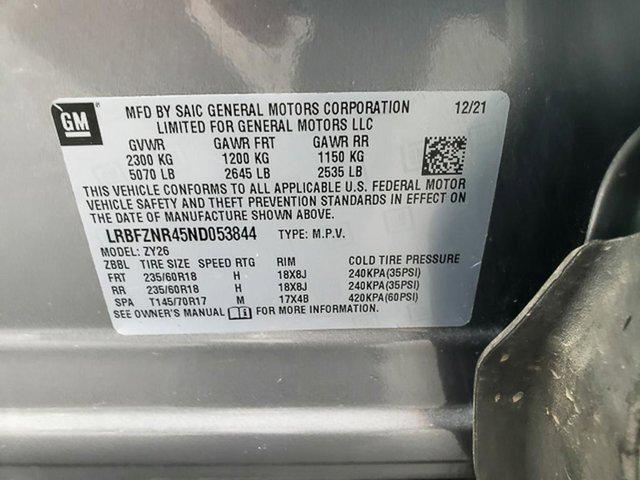 GM
MFD BY SAIC GENERAL MOTORS CORPORATION 12/21
LIMITED FOR GENERAL MOTORS LLC
GVWR GAWR FRT GAWR RR
2300 KG 1200 KG 1150 KG
5070 LB 2645 LB 2535 LB
THIS VEHICLE CONFORMS TO ALL APPLICABLE U.S. FEDERAL MOTOR
VEHICLE SAFETY AND THEFT PREVENTION STANDARDS IN EFFECT ON
THE DATE OF MANUFACTURE SHOWN ABOVE.
LRBFZNR45ND053844 TYPE: M.P.V.
MODEL: ZY26
ZBBL TIRE SIZE SPEED RTG RIM COLD TIRE PRESSURE
FRT 235/60R18 H 18X8J 240KPA(35PSI)
RR 235/60R18 H 18X8J 240KPA(35PSI)
SPA T145/70R17 M 17X4B 420KPA(60PSI)
SEE OWNER'S MANUAL FOR MORE INFORMATION.